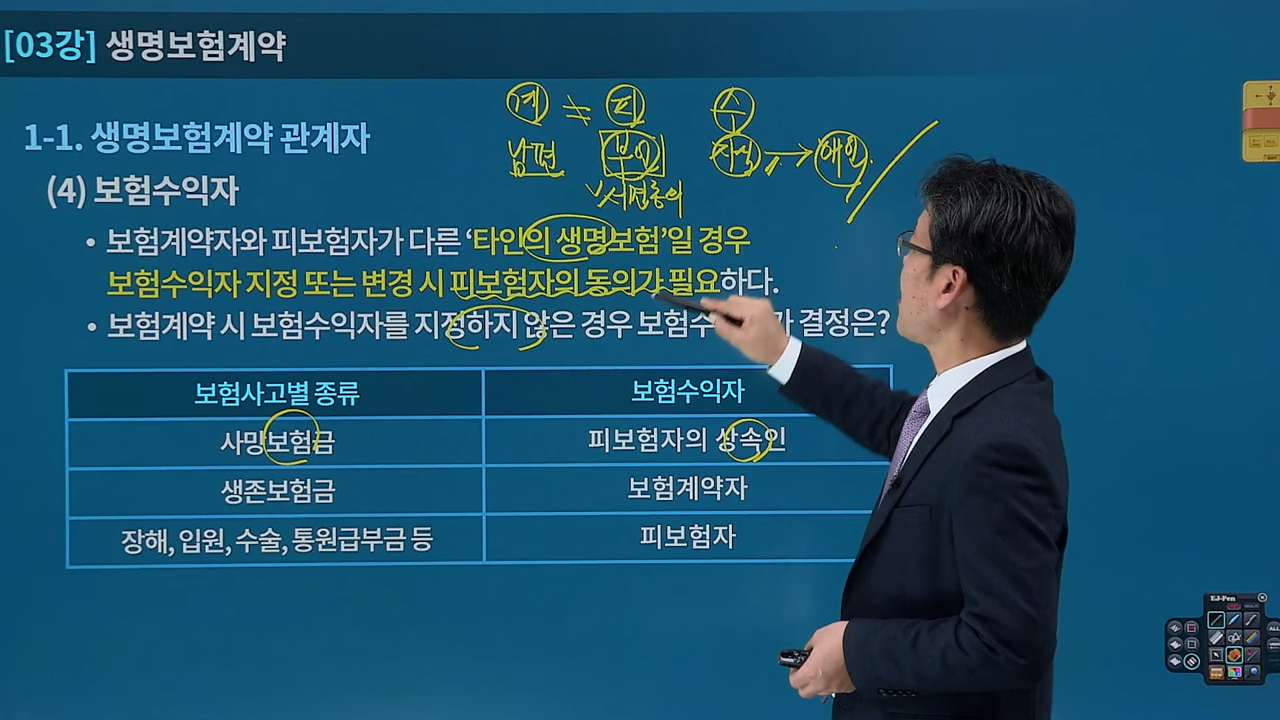 [03강] 생명보험계약
계 ≠ 피 수
남편 부인 자식 → 애인
서면동의
1-1. 생명보험계약 관계자
(4) 보험수익자
• 보험계약자와 피보험자가 다른 ‘타인의 생명보험’일 경우
보험수익자 지정 또는 변경 시 피보험자의 동의가 필요하다.
• 보험계약 시 보험수익자를 지정하지 않은 경우 보험수 가 결정은?
보험사고별 종류 보험수익자
사망보험금 피보험자의 상속인
생존보험금 보험계약자
장해, 입원, 수술, 통원급부금 등 피보험자
EJ-Pen